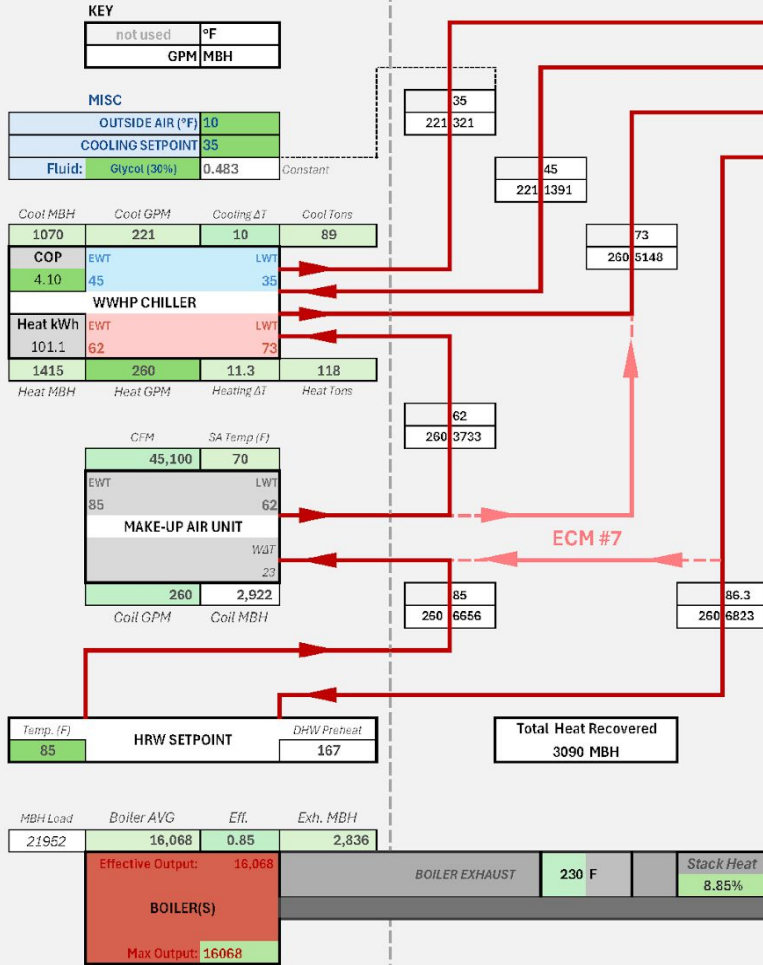 KEY
not used °F
GPM MBH
MISC
OUTSIDE AIR (°F) 10
COOLING SETPOINT 35
Fluid: Glycol (30%) 0.483 Constant
35
221 321
45
221 1391
73
260 5148
Cool MBH Cool GPM Cooling ΔT Cool Tons
1070 221 10 89
COP EWT LWT
4.10 45 35
WWHP CHILLER
Heat kWh EWT LWT
101.1 62 73
1415 260 11.3 118
Heat MBH Heat GPM Heating ΔT Heat Tons
62
260 3733
CFM SA Temp (F)
45,100 70
EWT LWT
85 62
MAKE-UP AIR UNIT
WΔT
23
260 2,922
Coil GPM Coil MBH
ECM #7
85
260 6656
86.3
260 6823
Temp. (F) HRW SETPOINT DHW Preheat
85 167
Total Heat Recovered
3090 MBH
MBH Load Boiler AVG Eff. Exh. MBH
21952 16,068 0.85 2,836
Effective Output: 16,068
BOILER(S)
Max Output: 16068
BOILER EXHAUST 230 F
Stack Heat
8.85%